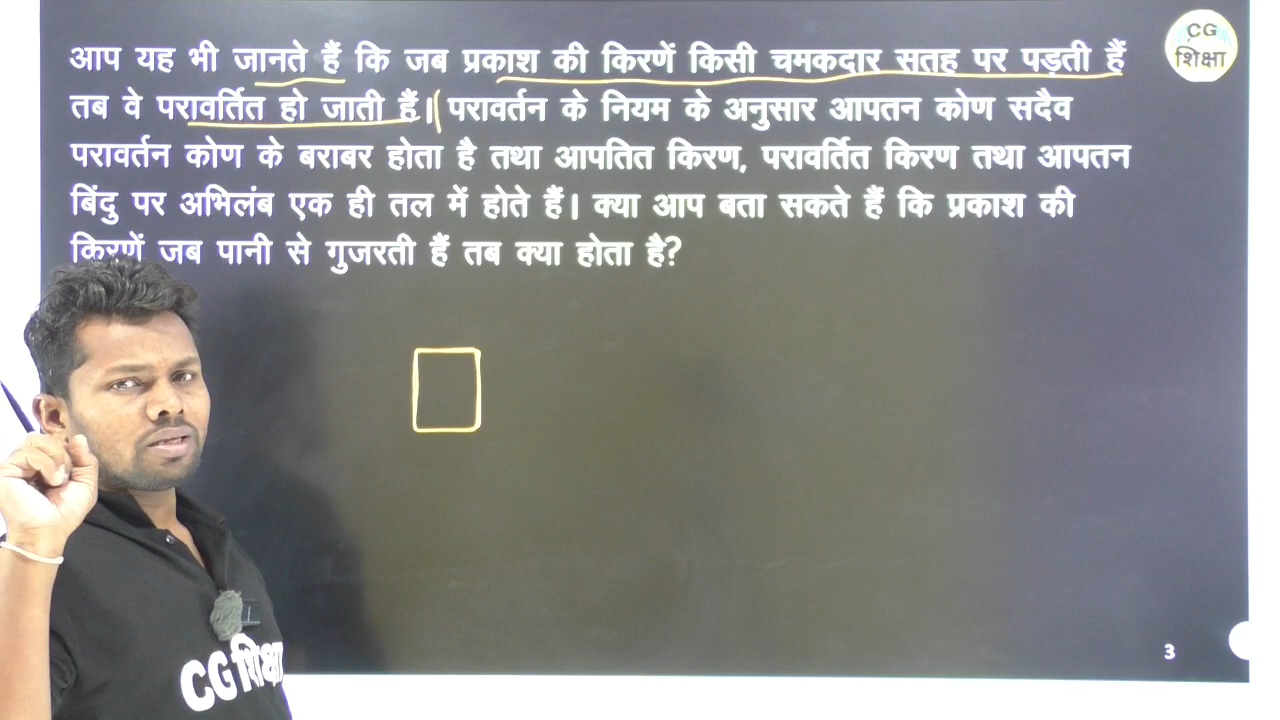 CG
शिक्षा
आप यह भी जानते हैं कि जब प्रकाश की किरणें किसी चमकदार सतह पर पड़ती हैं
तब वे परावर्तित हो जाती हैं। परावर्तन के नियम के अनुसार आपतन कोण सदैव
परावर्तन कोण के बराबर होता है तथा आपतित किरण, परावर्तित किरण तथा आपतन
बिंदु पर अभिलंब एक ही तल में होते हैं। क्या आप बता सकते हैं कि प्रकाश की
किरणें जब पानी से गुजरती हैं तब क्या होता है?
3
CG शिक्षा